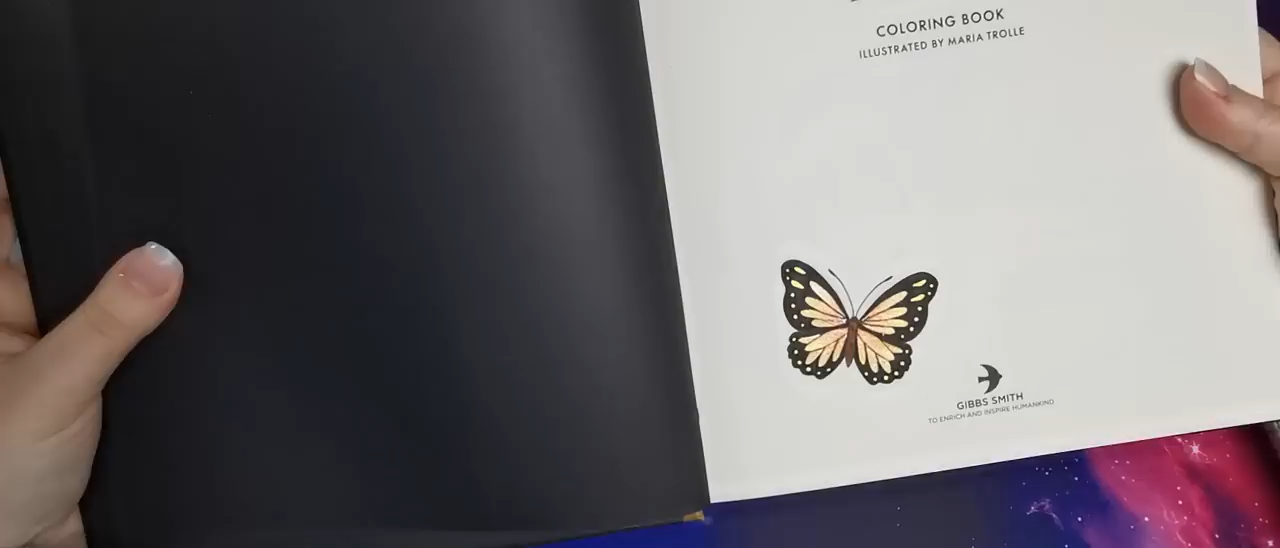 COLORING BOOK
ILLUSTRATED BY MARIA TROLLE
GIBBS SMITH
TO ENRICH AND INSPIRE HUMANKIND